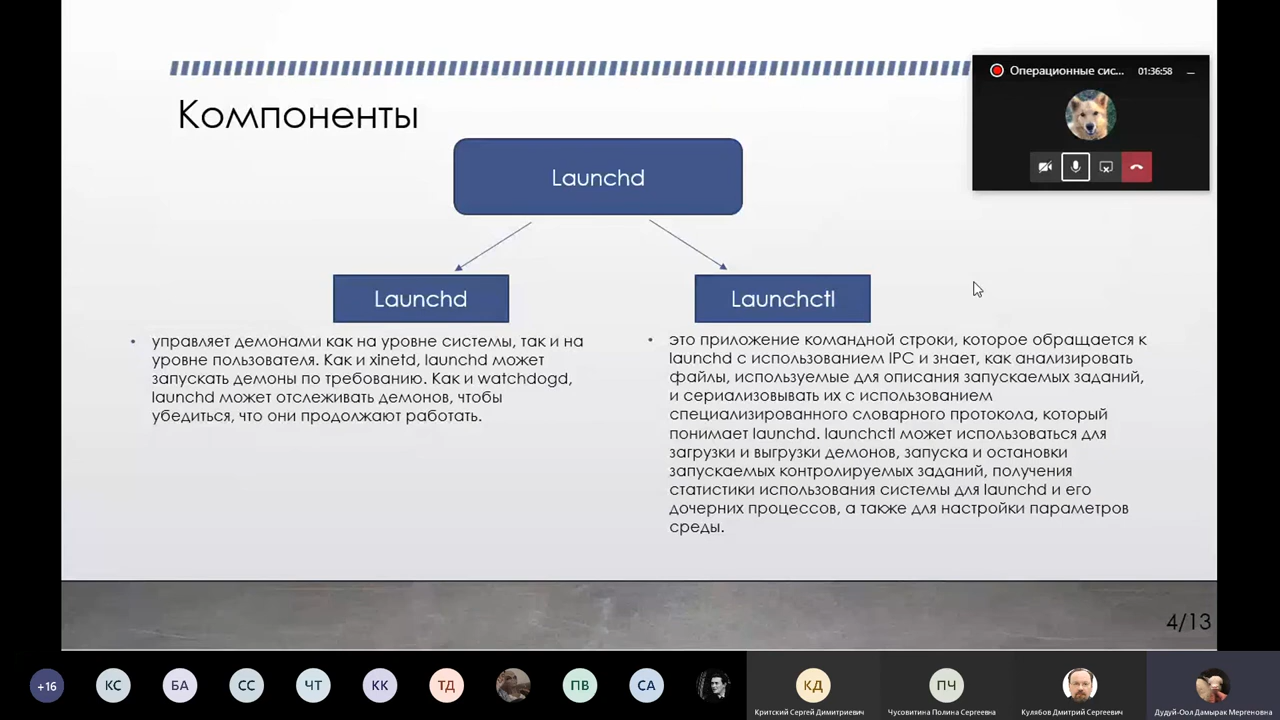 Операционные сис...
01:36:58
Компоненты
Launchd
Launchd
Launchctl
• управляет демонами как на уровне системы, так и на
уровне пользователя. Как и xinetd, launchd может
запускать демоны по требованию. Как и watchdogd,
launchd может отслеживать демонов, чтобы
убедиться, что они продолжают работать.
• это приложение командной строки, которое обращается к
launchd с использованием IPC и знает, как анализировать
файлы, используемые для описания запускаемых заданий,
и сериализовывать их с использованием
специализированного словарного протокола, который
понимает launchd. launchctl может использоваться для
загрузки и выгрузки демонов, запуска и остановки
запускаемых контролируемых заданий, получения
статистики использования системы для launchd и его
дочерних процессов, а также для настройки параметров
среды.
4/13
+16
КС
БА
СС
ЧТ
КК
ТД
ПВ
СА
КД
ПЧ
Критский Сергей Димитриевич
Чусовитина Полина Сергеевна
Кулябов Дмитрий Сергеевич
Дудуй-Оол Дамырак Мергеновна